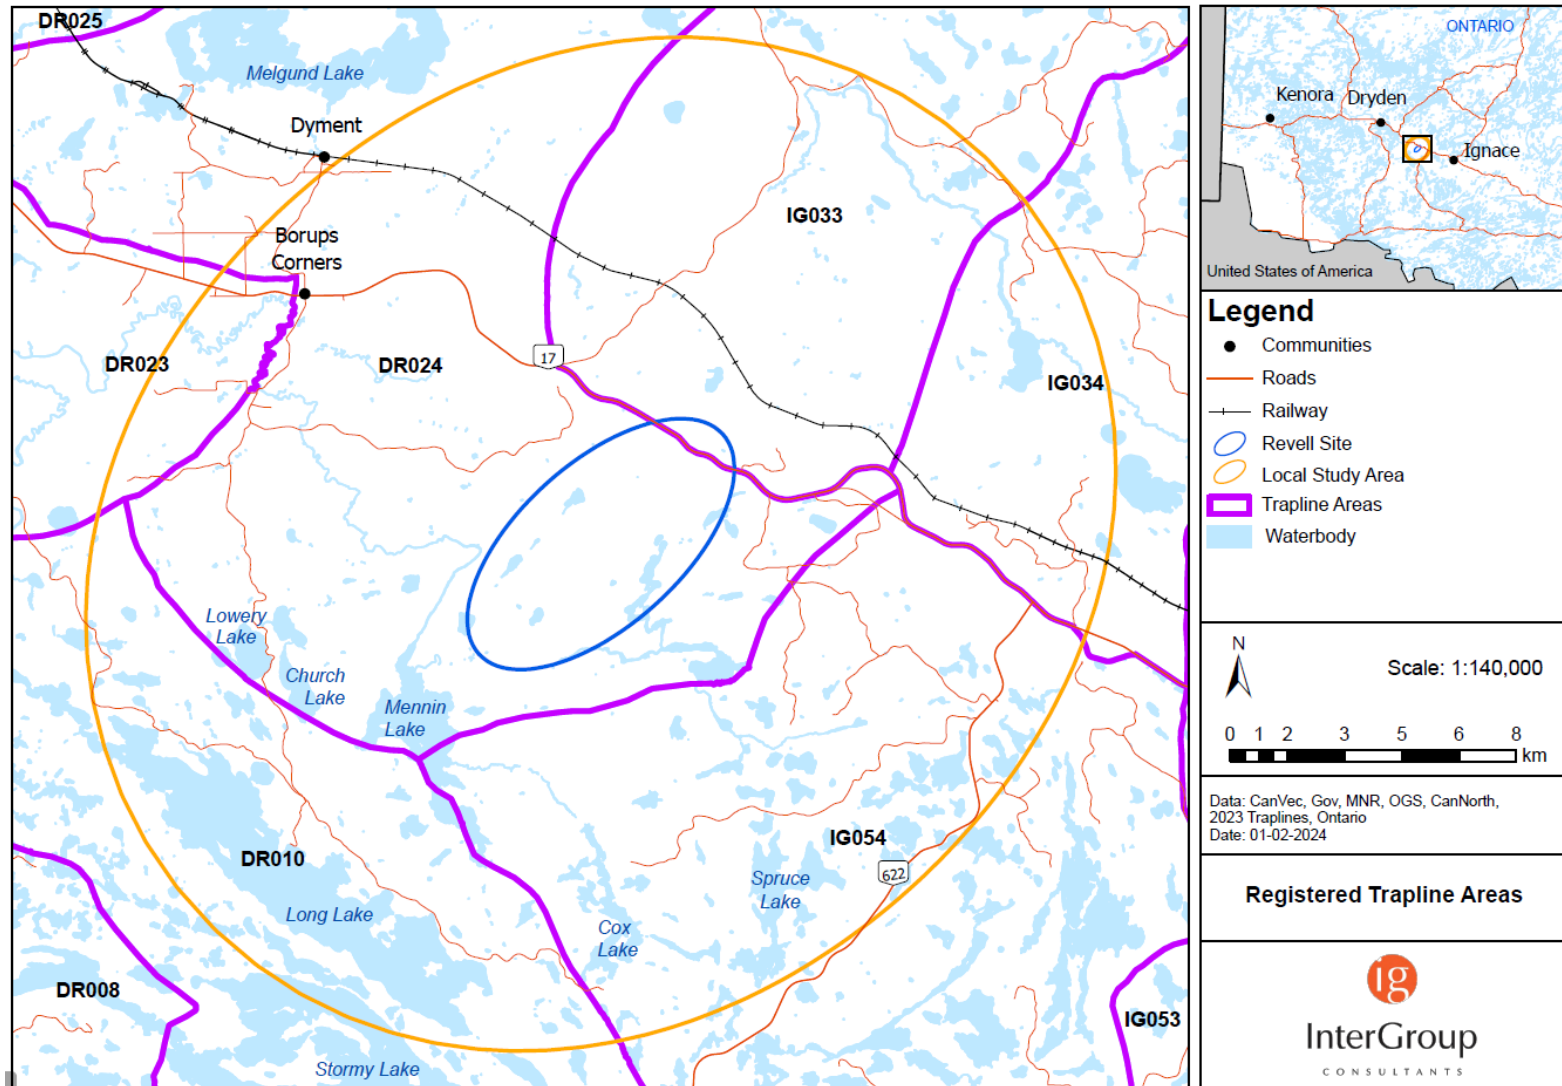 DR025
Melgund Lake
Dyment
IG033
Borups
Corners
DR023
DR024
17
IG034
Lowery
Lake
Church
Lake
Mennin
Lake
IG054
DR010
622
Spruce
Lake
Long Lake
Cox
Lake
DR008
IG053
Stormy Lake
ONTARIO
Kenora
Dryden
Ignace
United States of America
Legend
Communities
Roads
Railway
Revell Site
Local Study Area
Trapline Areas
Waterbody
N
Scale: 1:140,000
0 1 2 3 5 6 8
km
Data: CanVec, Gov, MNR, OGS, CanNorth,
2023 Traplines, Ontario
Date: 01-02-2024
Registered Trapline Areas
ig
InterGroup
CONSULTANTS